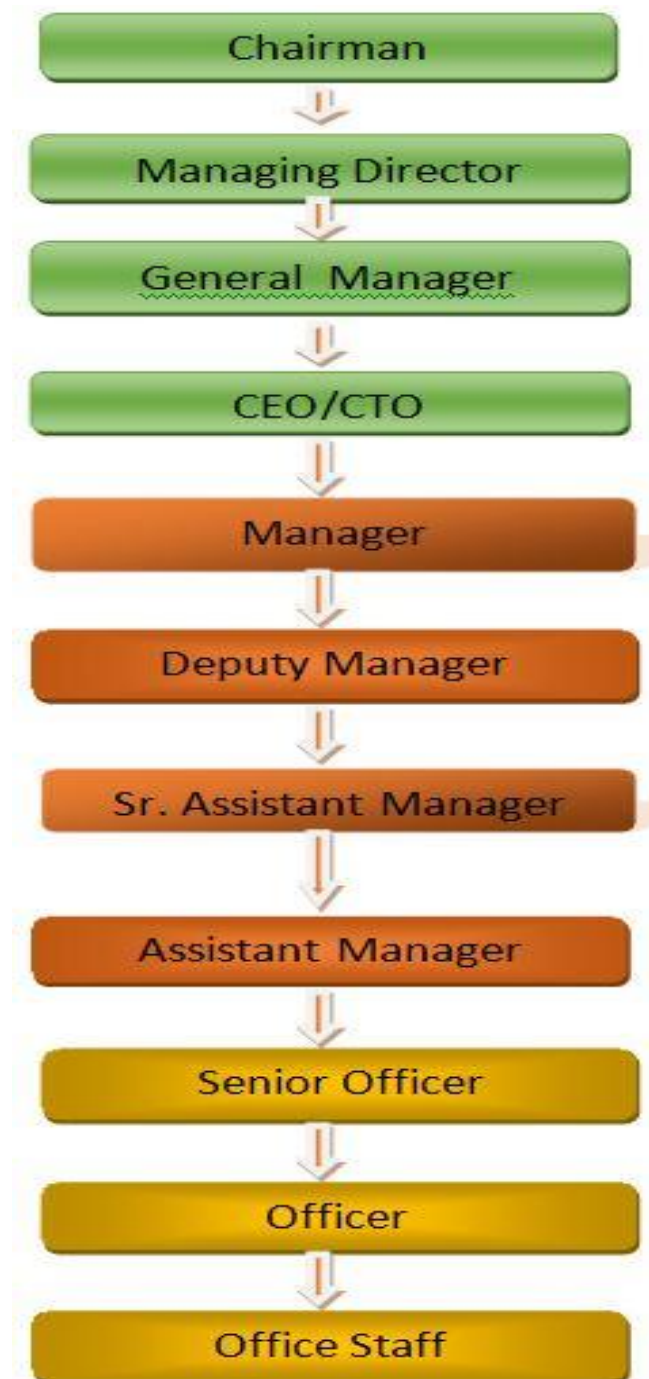 Chairman
Managing Director
General Manager
CEO/CTO
Manager
Deputy Manager
Sr. Assistant Manager
Assistant Manager
Senior Officer
Officer
Office Staff